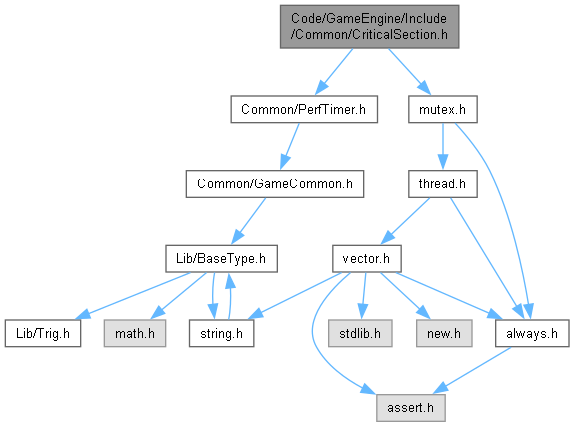 Code/GameEngine/Include
/Common/CriticalSection.h
Common/PerfTimer.h
mutex.h
Common/GameCommon.h
thread.h
Lib/BaseType.h
vector.h
Lib/Trig.h
math.h
string.h
stdlib.h
new.h
always.h
assert.h